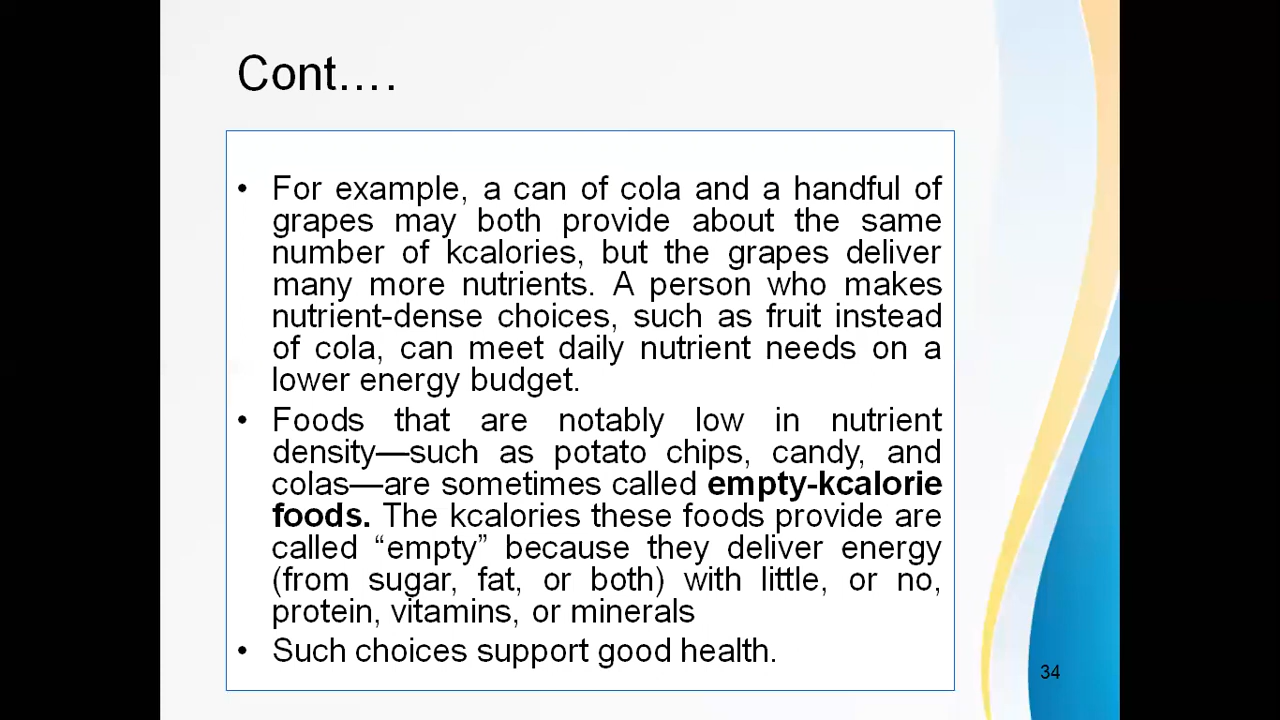 Cont....
• For example, a can of cola and a handful of
grapes may both provide about the same
number of kcalories, but the grapes deliver
many more nutrients. A person who makes
nutrient-dense choices, such as fruit instead
of cola, can meet daily nutrient needs on a
lower energy budget.
• Foods that are notably low in nutrient
density—such as potato chips, candy, and
colas—are sometimes called empty-kcalorie
foods. The kcalories these foods provide are
called “empty” because they deliver energy
(from sugar, fat, or both) with little, or no,
protein, vitamins, or minerals
• Such choices support good health.
34